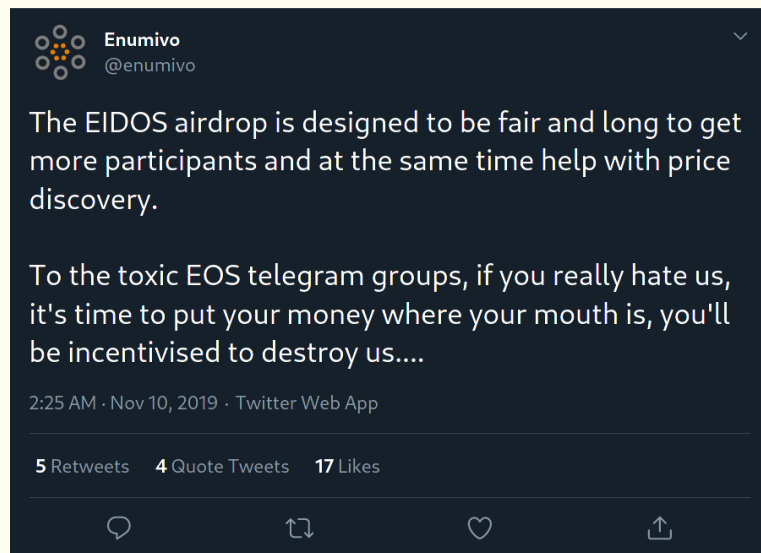 Enumivo
@enumivo
The EIDOS airdrop is designed to be fair and long to get
more participants and at the same time help with price
discovery.
To the toxic EOS telegram groups, if you really hate us,
it's time to put your money where your mouth is, you'll
be incentivised to destroy us....
2:25 AM · Nov 10, 2019 · Twitter Web App
5 Retweets 4 Quote Tweets 17 Likes